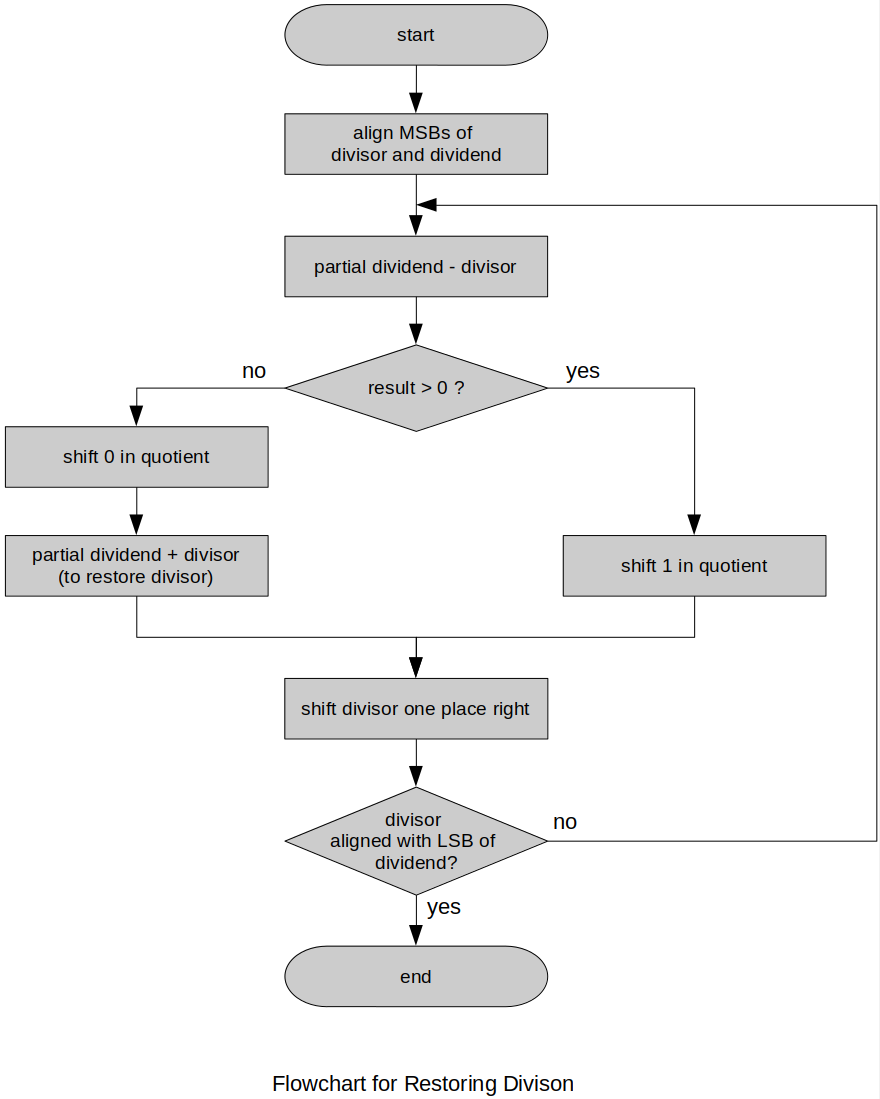 start
align MSBs of
divisor and dividend
partial dividend - divisor
result > 0 ?
no
yes
shift 0 in quotient
partial dividend + divisor
(to restore divisor)
shift 1 in quotient
shift divisor one place right
divisor
aligned with LSB of
dividend?
no
yes
end
Flowchart for Restoring Divison